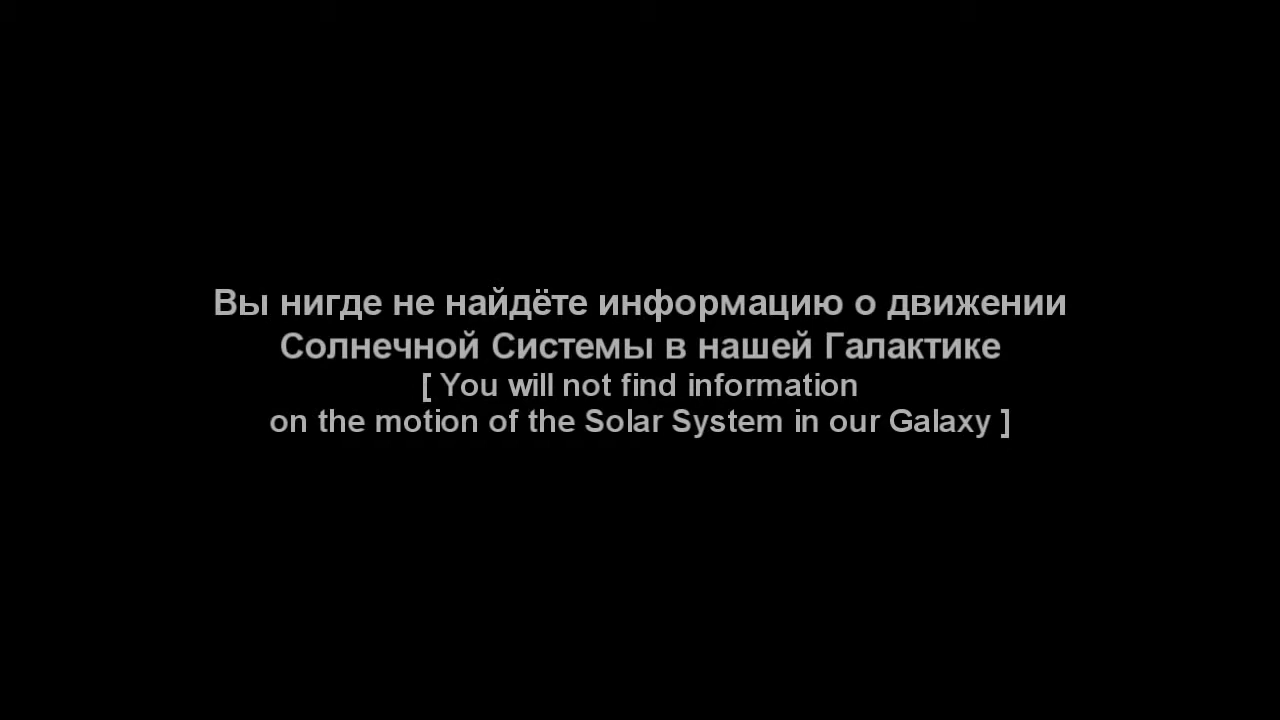 Вы нигде не найдёте информацию о движении
Солнечной Системы в нашей Галактике
[ You will not find information
on the motion of the Solar System in our Galaxy ]